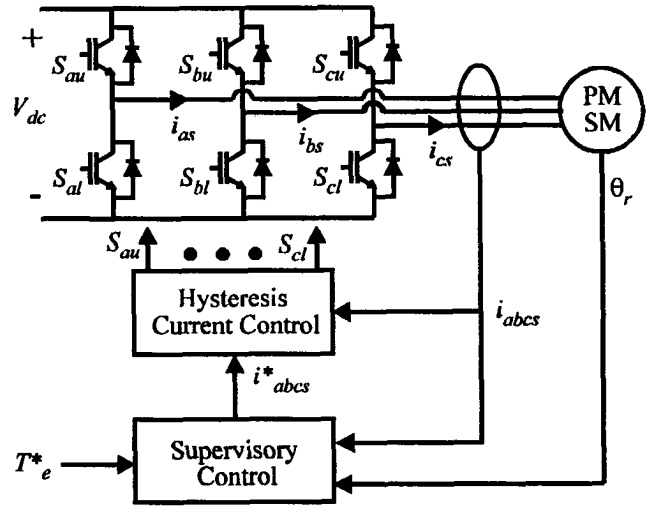 +
S_au
S_bu
S_cu
V_dc
i_as
i_bs
i_cs
PM
SM
-
S_al
S_bl
S_cl
θ_r
S_au
S_cl
Hysteresis
Current Control
i_abcs
i*_abcs
T*_e
Supervisory
Control